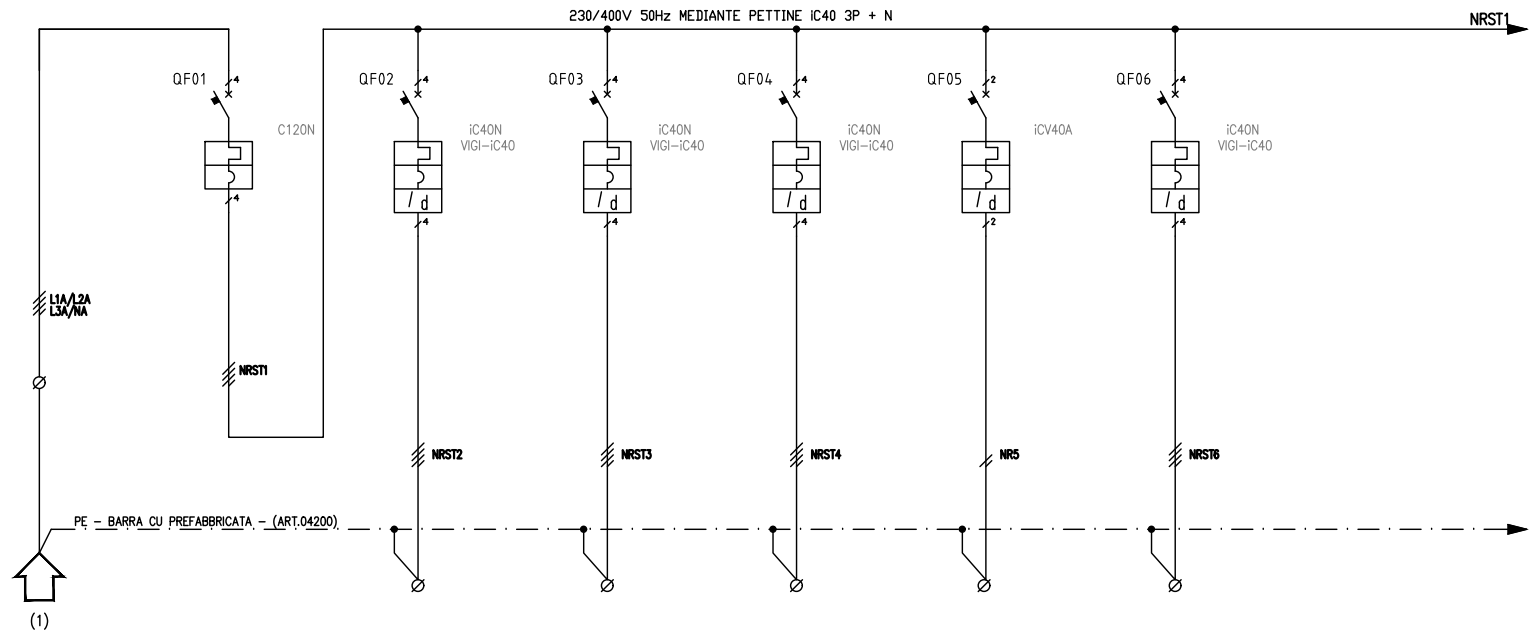 230/400V 50Hz MEDIANTE PETTINE iC40 3P + N
NRST1
QF01
4
C120N
4
QF02
4
iC40N
VIGI-iC40
d
4
QF03
4
iC40N
VIGI-iC40
d
4
QF04
4
iC40N
VIGI-iC40
d
4
QF05
2
iCV40A
d
2
QF06
4
iC40N
VIGI-iC40
d
4
L1A/L2A
L3A/NA
NRST1
NRST2
NRST3
NRST4
NR5
NRST6
PE - BARRA CU PREFABBRICATA - (ART.04200)
(1)